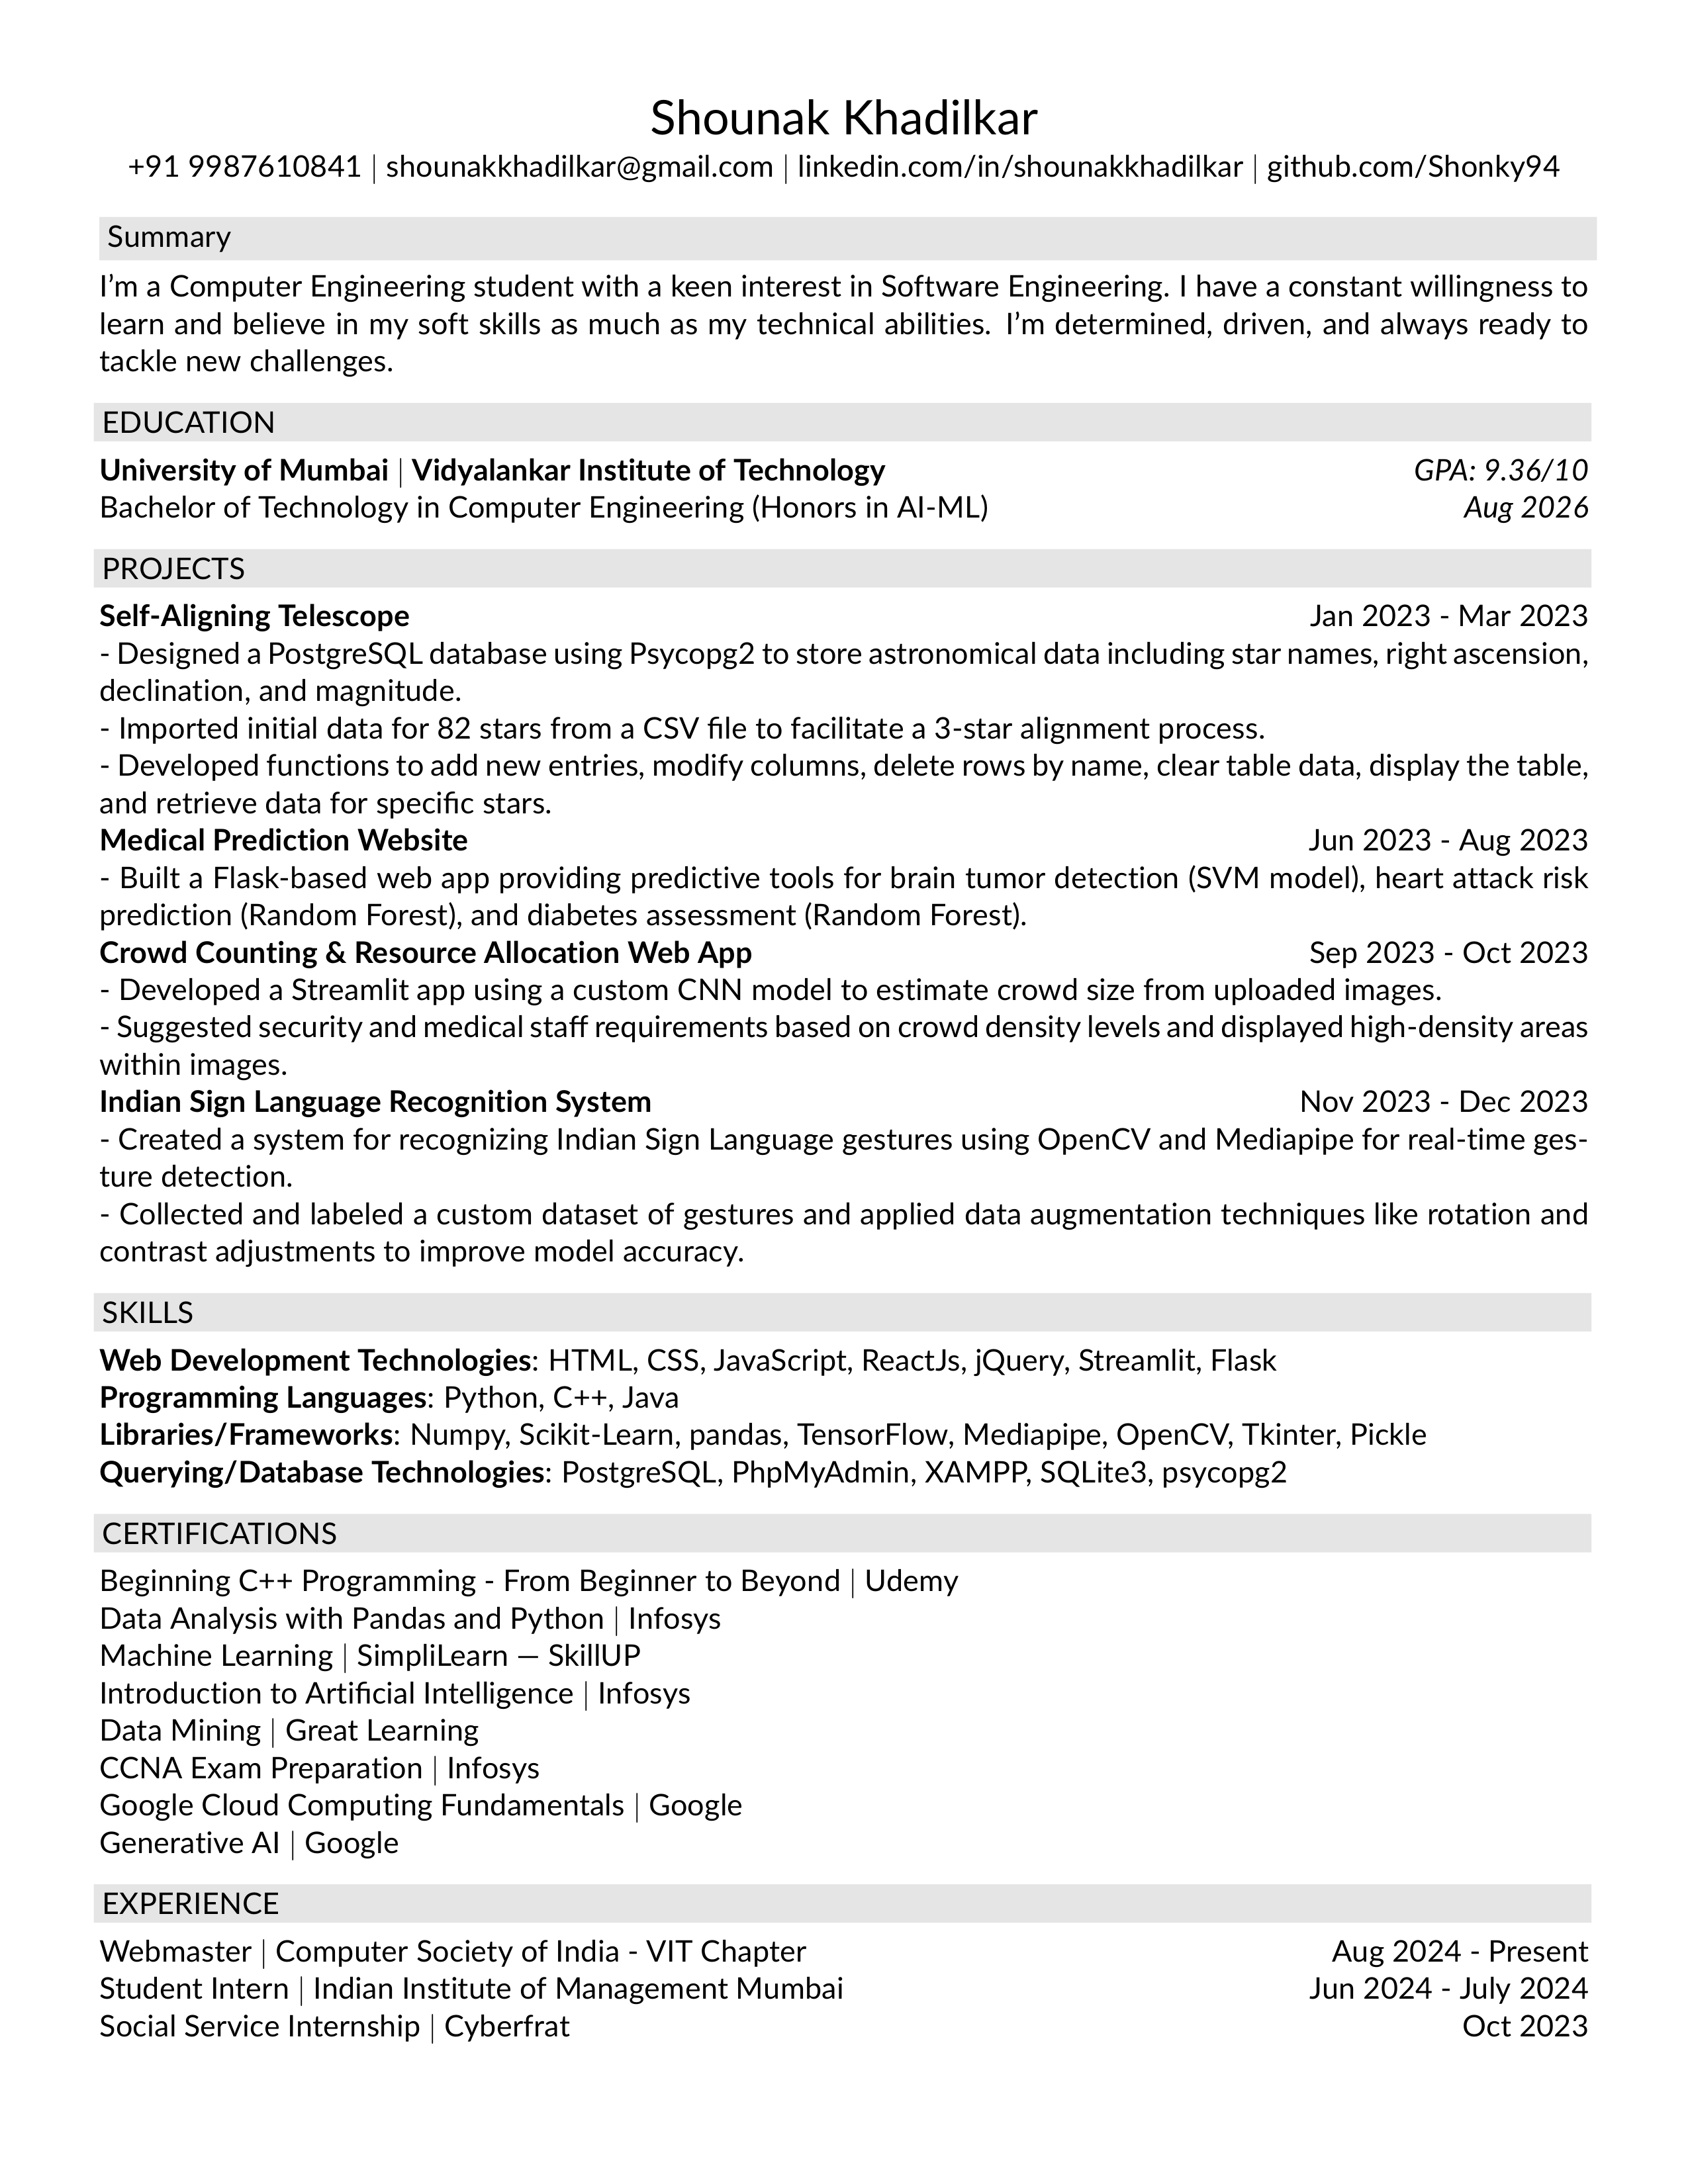 Shounak Khadilkar
+91 9987610841 | shounakkhadilkar@gmail.com | linkedin.com/in/shounakkhadilkar | github.com/Shonky94
Summary
I'm a Computer Engineering student with a keen interest in Software Engineering. I have a constant willingness to
learn and believe in my soft skills as much as my technical abilities. I'm determined, driven, and always ready to
tackle new challenges.
EDUCATION
University of Mumbai | Vidyalankar Institute of Technology GPA: 9.36/10
Bachelor of Technology in Computer Engineering (Honors in AI-ML) Aug 2026
PROJECTS
Self-Aligning Telescope Jan 2023 - Mar 2023
- Designed a PostgreSQL database using Psycopg2 to store astronomical data including star names, right ascension,
declination, and magnitude.
- Imported initial data for 82 stars from a CSV file to facilitate a 3-star alignment process.
- Developed functions to add new entries, modify columns, delete rows by name, clear table data, display the table,
and retrieve data for specific stars.
Medical Prediction Website Jun 2023 - Aug 2023
- Built a Flask-based web app providing predictive tools for brain tumor detection (SVM model), heart attack risk
prediction (Random Forest), and diabetes assessment (Random Forest).
Crowd Counting & Resource Allocation Web App Sep 2023 - Oct 2023
- Developed a Streamlit app using a custom CNN model to estimate crowd size from uploaded images.
- Suggested security and medical staff requirements based on crowd density levels and displayed high-density areas
within images.
Indian Sign Language Recognition System Nov 2023 - Dec 2023
- Created a system for recognizing Indian Sign Language gestures using OpenCV and Mediapipe for real-time ges-
ture detection.
- Collected and labeled a custom dataset of gestures and applied data augmentation techniques like rotation and
contrast adjustments to improve model accuracy.
SKILLS
Web Development Technologies: HTML, CSS, JavaScript, ReactJs, jQuery, Streamlit, Flask
Programming Languages: Python, C++, Java
Libraries/Frameworks: Numpy, Scikit-Learn, pandas, TensorFlow, Mediapipe, OpenCV, Tkinter, Pickle
Querying/Database Technologies: PostgreSQL, PhpMyAdmin, XAMPP, SQLite3, psycopg2
CERTIFICATIONS
Beginning C++ Programming - From Beginner to Beyond | Udemy
Data Analysis with Pandas and Python | Infosys
Machine Learning | SimpliLearn — SkillUP
Introduction to Artificial Intelligence | Infosys
Data Mining | Great Learning
CCNA Exam Preparation | Infosys
Google Cloud Computing Fundamentals | Google
Generative AI | Google
EXPERIENCE
Webmaster | Computer Society of India - VIT Chapter Aug 2024 - Present
Student Intern | Indian Institute of Management Mumbai Jun 2024 - July 2024
Social Service Internship | Cyberfrat Oct 2023